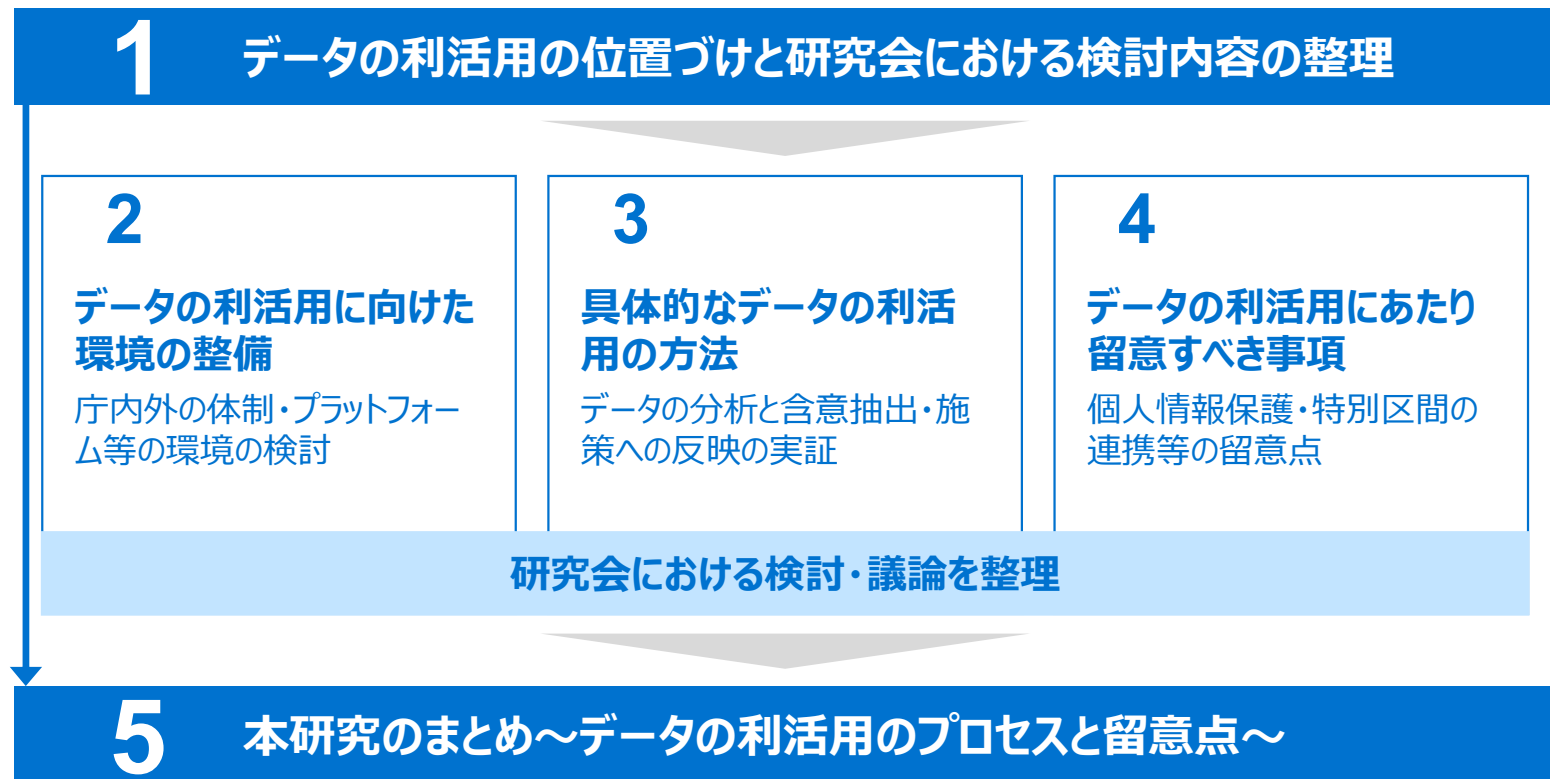 1
データの利活用の位置づけと研究会における検討内容の整理
2
データの利活用に向けた
環境の整備
庁内外の体制・プラットフォー
ム等の環境の検討
3
具体的なデータの利活
用の方法
データの分析と含意抽出・施
策への反映の実証
4
データの利活用にあたり
留意すべき事項
個人情報保護・特別区間の
連携等の留意点
研究会における検討・議論を整理
5
本研究のまとめ～データの利活用のプロセスと留意点～